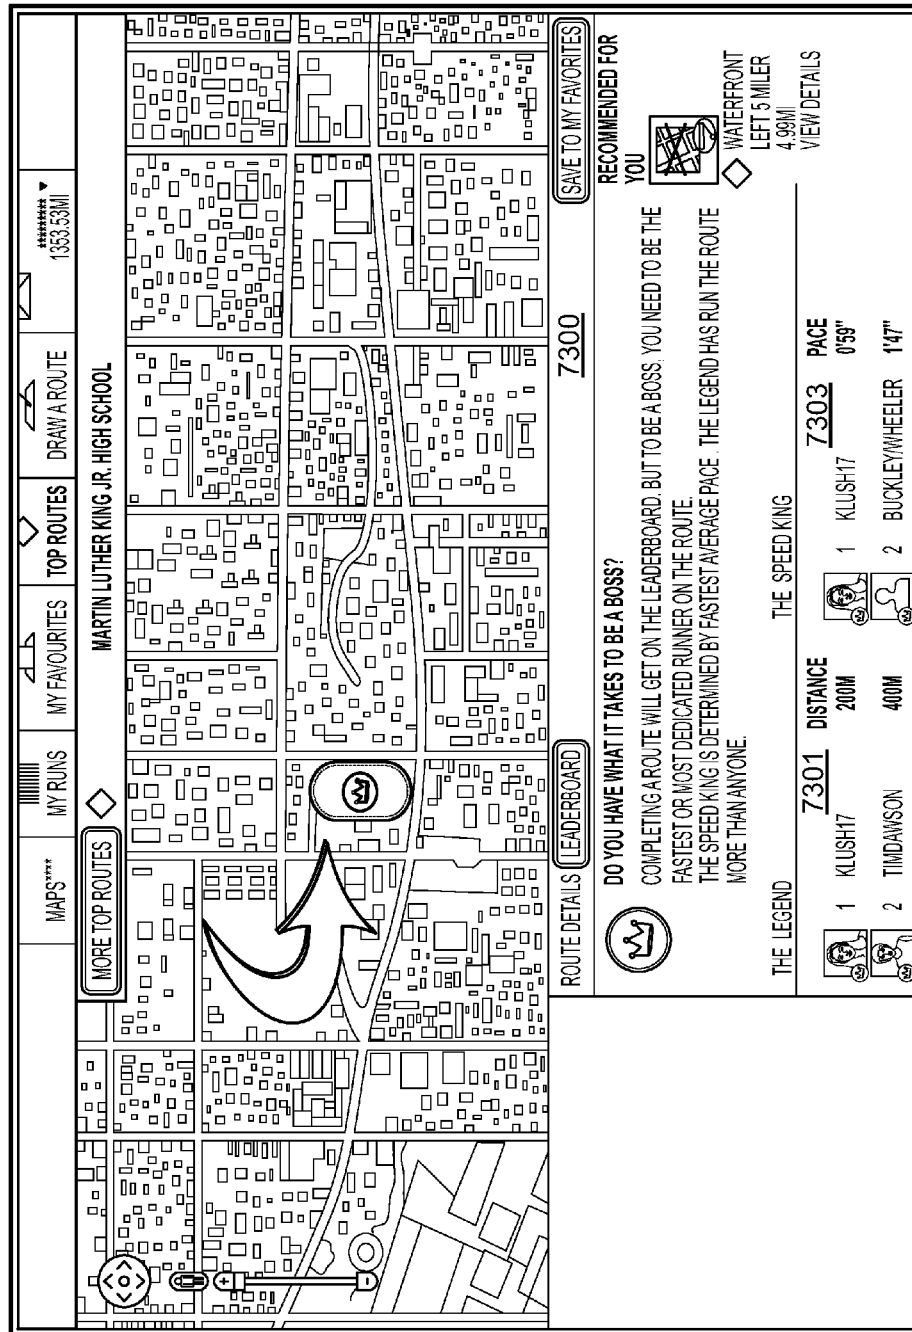 MAPS****
MY RUNS
MY FAVOURITES
TOP ROUTES
DRAW A ROUTE
********* ▼
1353.53MI
MORE TOP ROUTES
MARTIN LUTHER KING JR. HIGH SCHOOL
+
-
ROUTE DETAILS
LEADERBOARD
7300
SAVE TO MY FAVORITES
DO YOU HAVE WHAT IT TAKES TO BE A BOSS?
COMPLETING A ROUTE WILL GET ON THE LEADERBOARD. BUT TO BE A BOSS, YOU NEED TO BE THE
FASTEST OR MOST DEDICATED RUNNER ON THE ROUTE.
THE SPEED KING IS DETERMINED BY FASTEST AVERAGE PACE . THE LEGEND HAS RUN THE ROUTE
MORE THAN ANYONE.
RECOMMENDED FOR
YOU
WATERFRONT
LEFT 5 MILER
4.99MI
VIEW DETAILS
THE LEGEND
7301 DISTANCE
1 KLUSH17 200M
2 TIMDAWSON 400M
THE SPEED KING
7303 PACE
1 KLUSH17 0'59"
2 BUCKLEY/WHEELER 1'47"